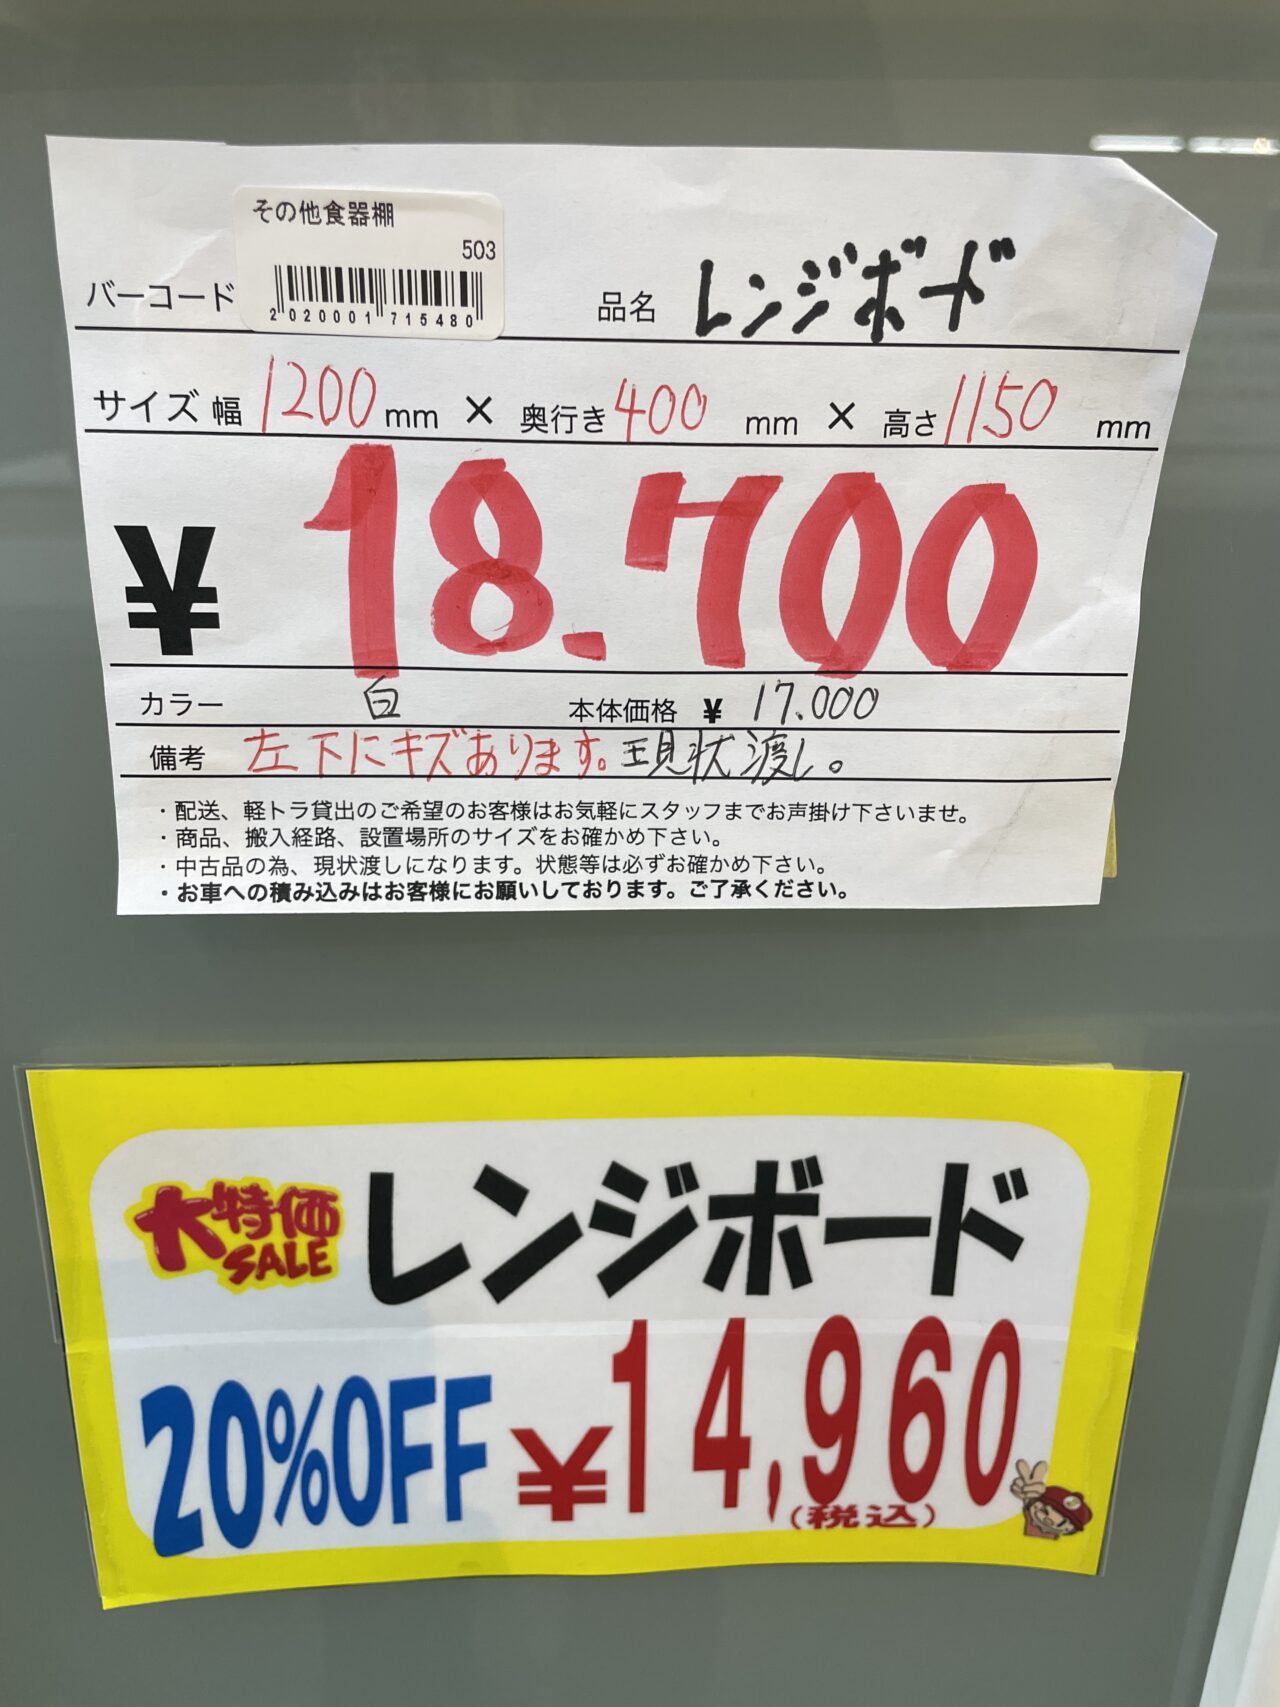 その他食器棚
503
バーコード
2 020001 715480
品名 レンジボード
サイズ 幅 1200 mm × 奥行き 400 mm × 高さ 1150 mm
¥ 18.700
カラー 白 本体価格 ¥ 17.000
備考 左下にキズあります。現状渡し。
・配送、軽トラ貸出のご希望のお客様はお気軽にスタッフまでお声掛け下さいませ。
・商品、搬入経路、設置場所のサイズをお確かめ下さい。
・中古品の為、現状渡しになります。状態等は必ずお確かめ下さい。
・お車への積み込みはお客様にお願いしております。ご了承ください。
大特価 レンジボード
SALE
20%OFF ¥14,960
(税込)